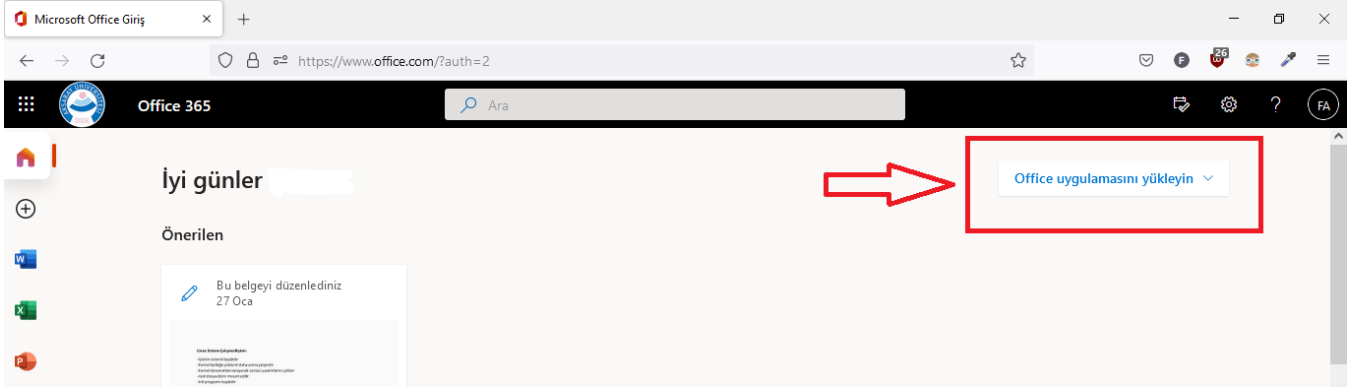 Microsoft Office Giriş
https://www.office.com/?auth=2
26
F
Office 365
Ara
?
FA
İyi günler
Office uygulamasını yükleyin
Önerilen
Bu belgeyi düzenlediniz
27 Oca